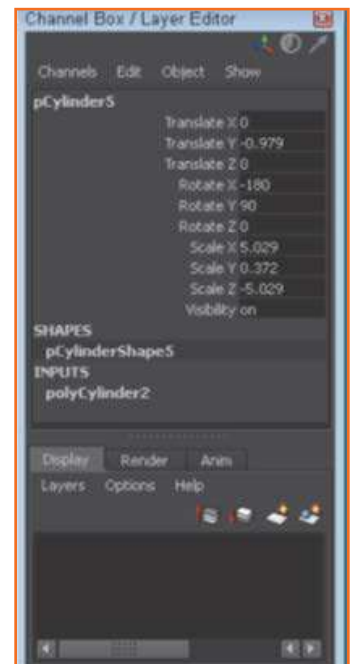 Channel Box / Layer Editor
Channels Edit Object Show
pCylinder5
Translate X 0
Translate Y -0.979
Translate Z 0
Rotate X -180
Rotate Y 90
Rotate Z 0
Scale X 5.029
Scale Y 0.372
Scale Z -5.029
Visibility on
SHAPES
pCylinderShape5
INPUTS
polyCylinder2
Display Render Anim
Layers Options Help